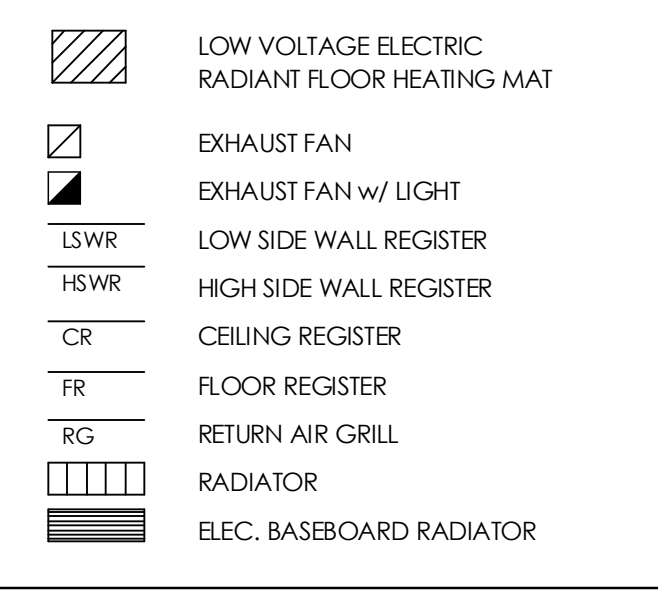 LOW VOLTAGE ELECTRIC
RADIANT FLOOR HEATING MAT
EXHAUST FAN
EXHAUST FAN w/ LIGHT
LSWR LOW SIDE WALL REGISTER
HSWR HIGH SIDE WALL REGISTER
CR CEILING REGISTER
FR FLOOR REGISTER
RG RETURN AIR GRILL
RADIATOR
ELEC. BASEBOARD RADIATOR